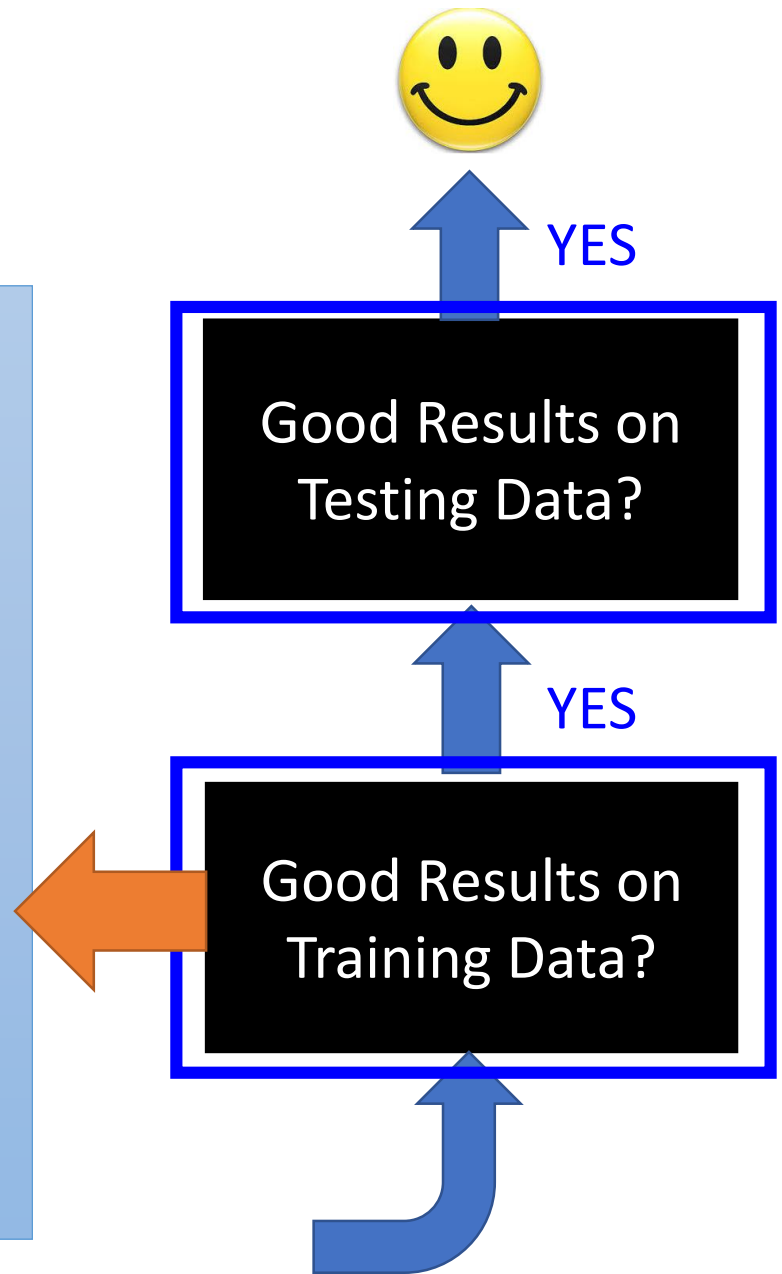 YES
Good Results on
Testing Data?
YES
Good Results on
Training Data?